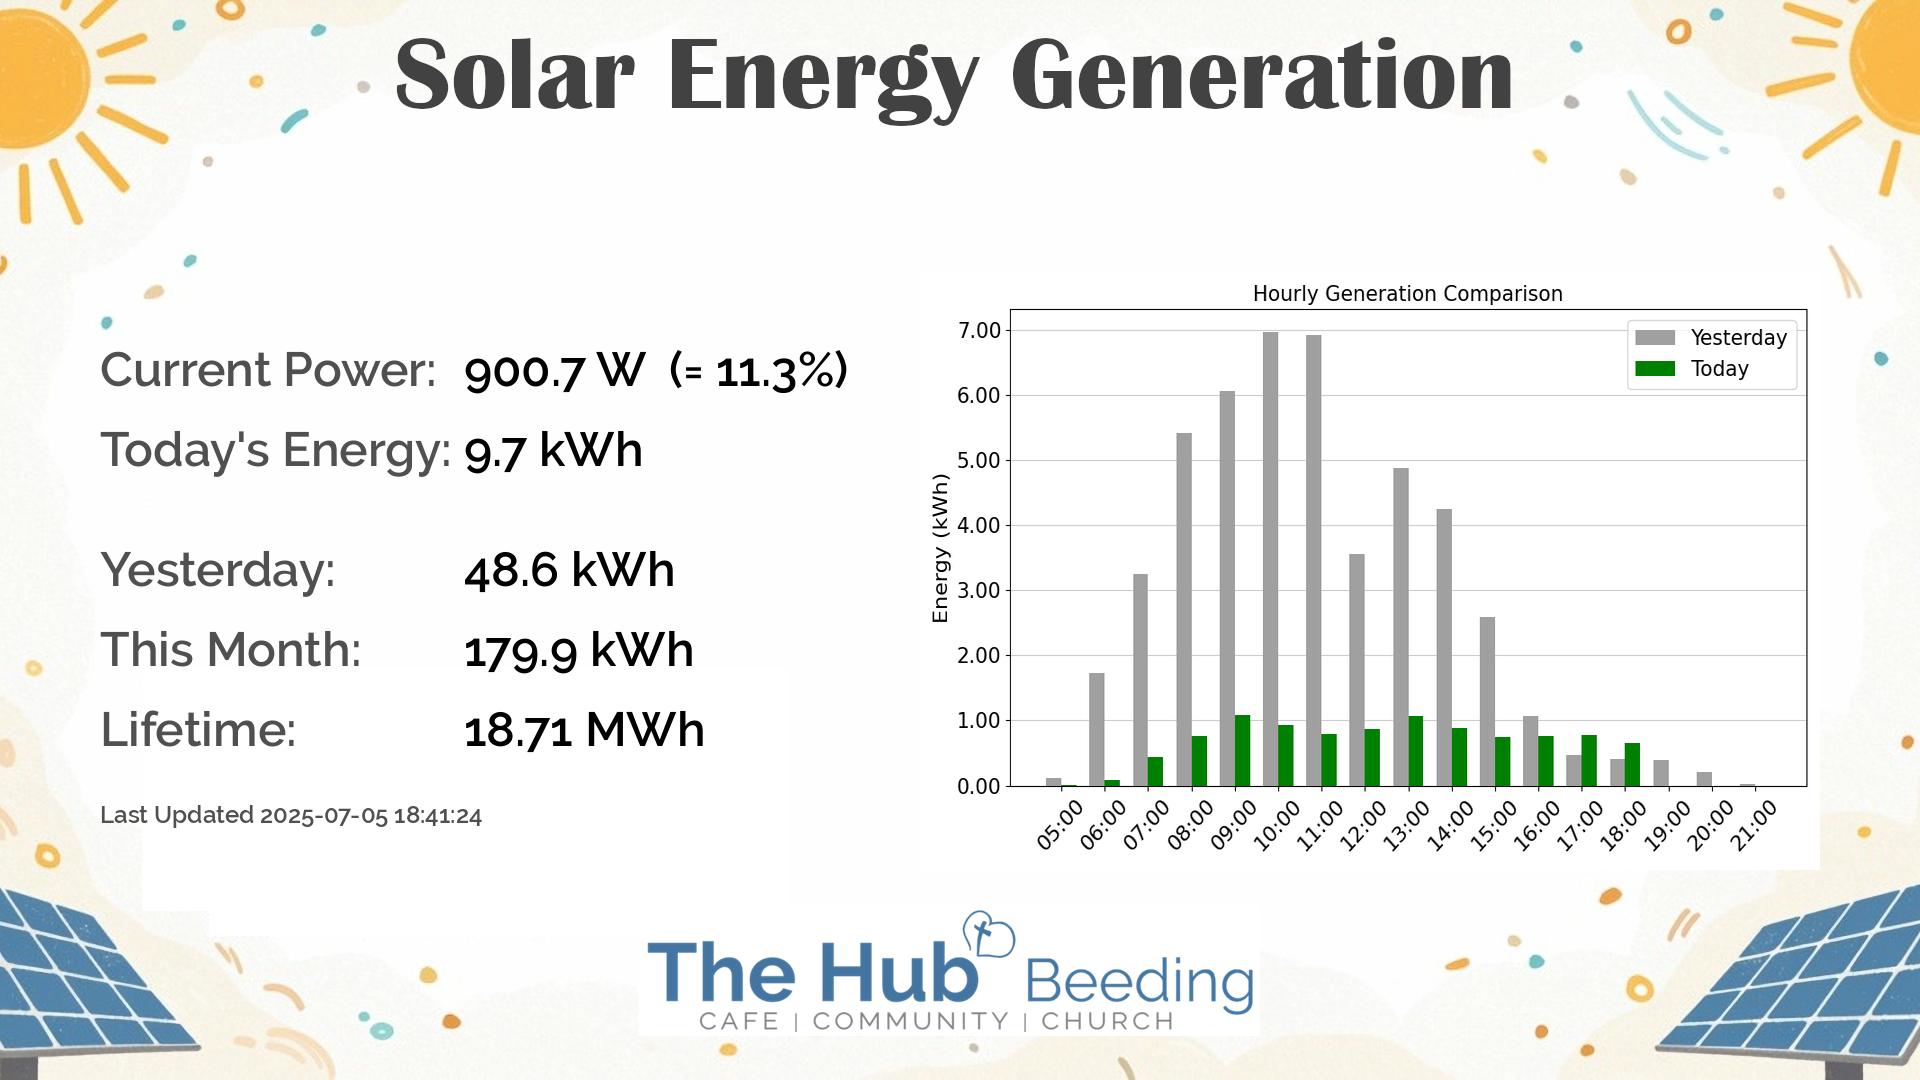 Solar Energy Generation
Current Power: 900.7 W (= 11.3%)
Today's Energy: 9.7 kWh
Yesterday: 48.6 kWh
This Month: 179.9 kWh
Lifetime: 18.71 MWh
Last Updated 2025-07-05 18:41:24
Hourly Generation Comparison
Yesterday
Today
Energy (kWh)
7.00
6.00
5.00
4.00
3.00
2.00
1.00
0.00
05:00 06:00 07:00 08:00 09:00 10:00 11:00 12:00 13:00 14:00 15:00 16:00 17:00 18:00 19:00 20:00 21:00
The Hub Beeding
CAFE | COMMUNITY | CHURCH